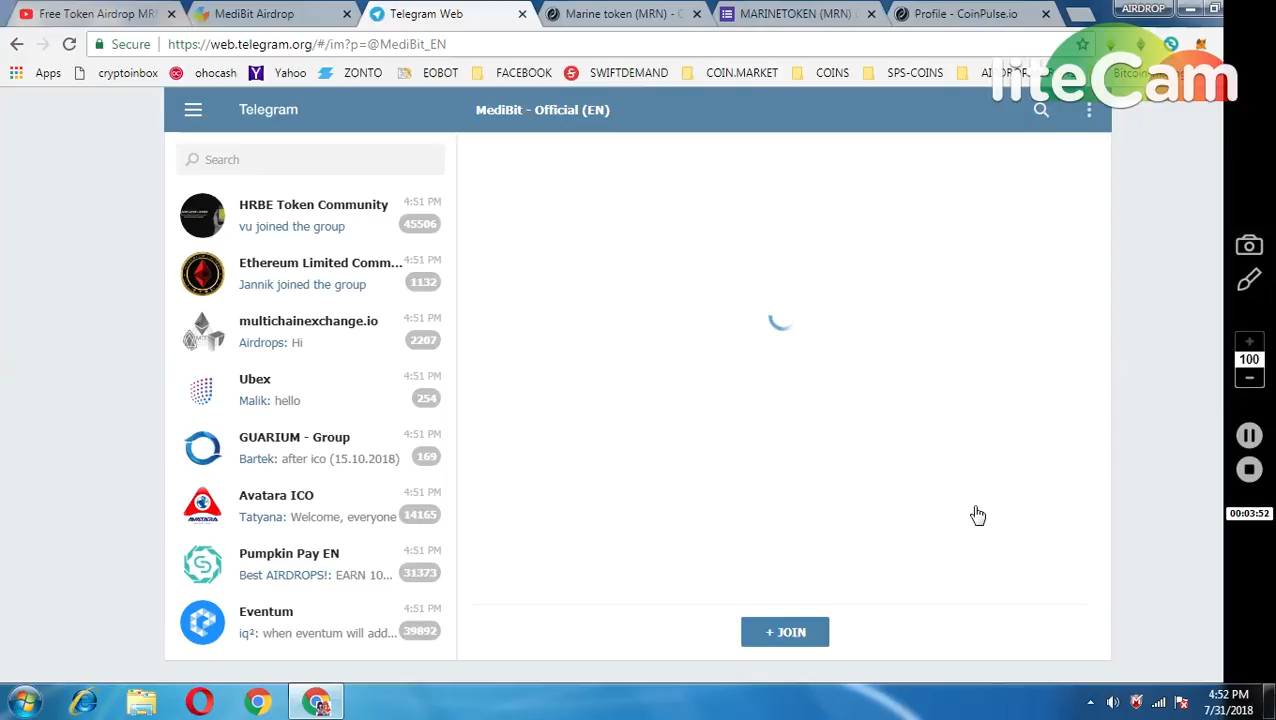 Free Token Airdrop MR
MediBit Airdrop
Telegram Web
Marine token (MRN) - C
MARINETOKEN (MRN)
Profile - CoinPulse.io
AIRDROP
Secure
https://web.telegram.org/#/im?p=@MediBit_EN
Apps
cryptoinbox
ohocash
Yahoo
ZONTO
EOBOT
FACEBOOK
SWIFTDEMAND
COIN.MARKET
COINS
SPS-COINS
liteCam
Telegram
MediBit - Official (EN)
Search
HRBE Token Community 4:51 PM
vu joined the group 45506
Ethereum Limited Comm... 4:51 PM
Jannik joined the group 1132
multichainexchange.io 4:51 PM
Airdrops: Hi 2207
Ubex 4:51 PM
Malik: hello 254
GUARIUM - Group 4:51 PM
Bartek: after ico (15.10.2018) 169
Avatara ICO 4:51 PM
Tatyana: Welcome, everyone 14165
Pumpkin Pay EN 4:51 PM
Best AIRDROPS!: EARN 10... 31373
Eventum 4:51 PM
iq²: when eventum will add... 39892
+ JOIN
100
00:03:52
4:52 PM
7/31/2018